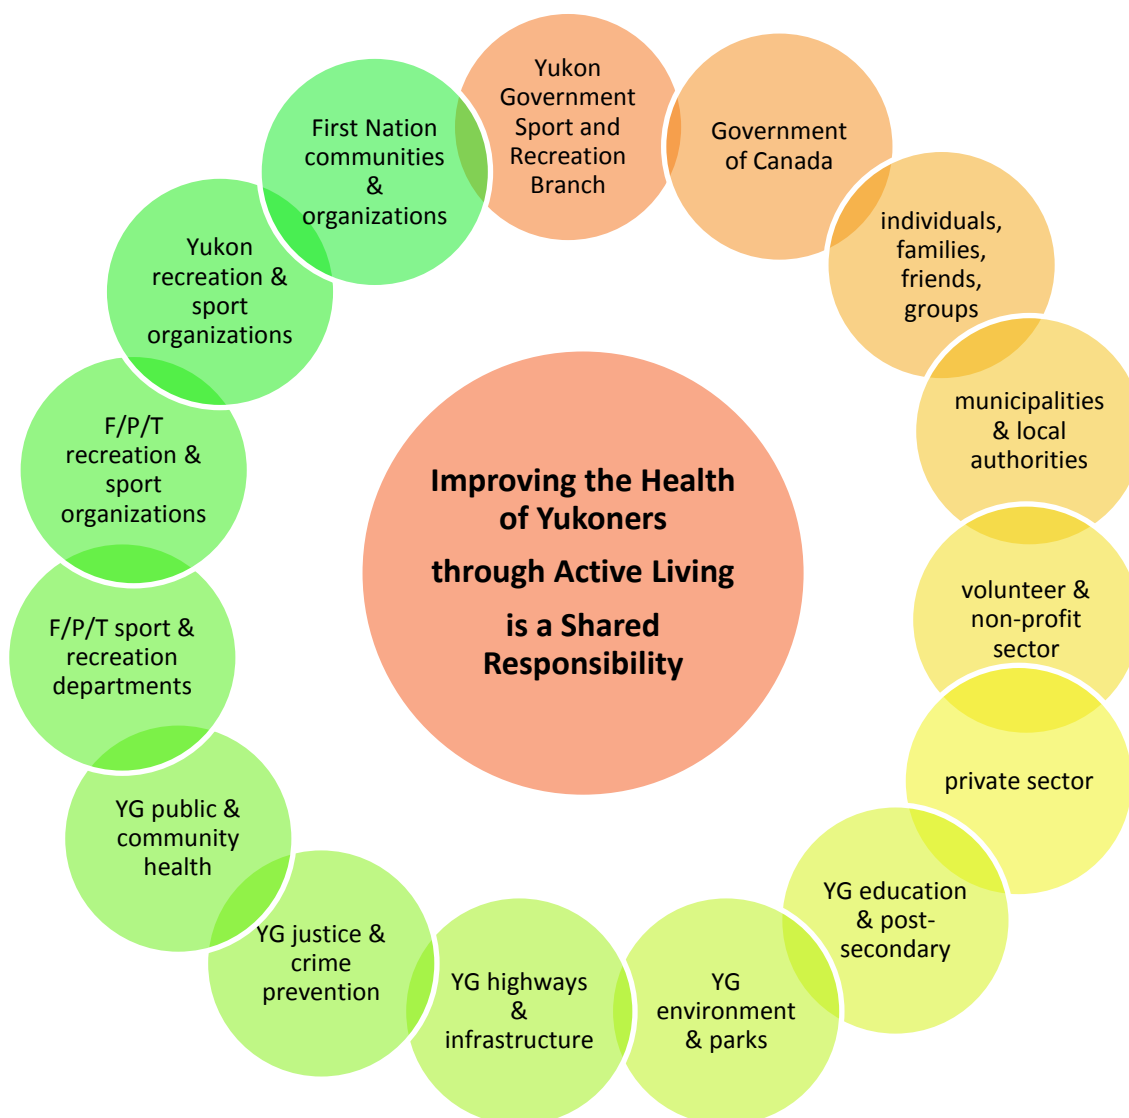 Yukon
Government
Sport and
Recreation
Branch
Government
of Canada
individuals,
families,
friends,
groups
municipalities
& local
authorities
volunteer &
non-profit
sector
private sector
YG education
& post-
secondary
YG
environment
& parks
YG highways
&
infrastructure
YG justice &
crime
prevention
YG public &
community
health
F/P/T sport &
recreation
departments
F/P/T
recreation &
sport
organizations
Yukon
recreation &
sport
organizations
First Nation
communities
&
organizations
Improving the Health
of Yukoners
through Active Living
is a Shared
Responsibility